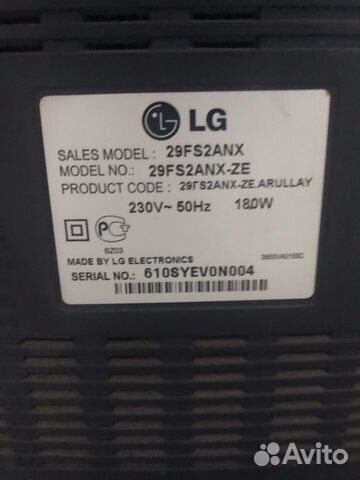 LG
SALES MODEL : 29FS2ANX
MODEL NO.: 29FS2ANX-ZE
PRODUCT CODE : 29FS2ANX-ZE.ARULLAY
230V~ 50Hz 180W
BZ03
MADE BY LG ELECTRONICS
3850VA0155C
SERIAL NO.: 610SYEV0N004
Avito